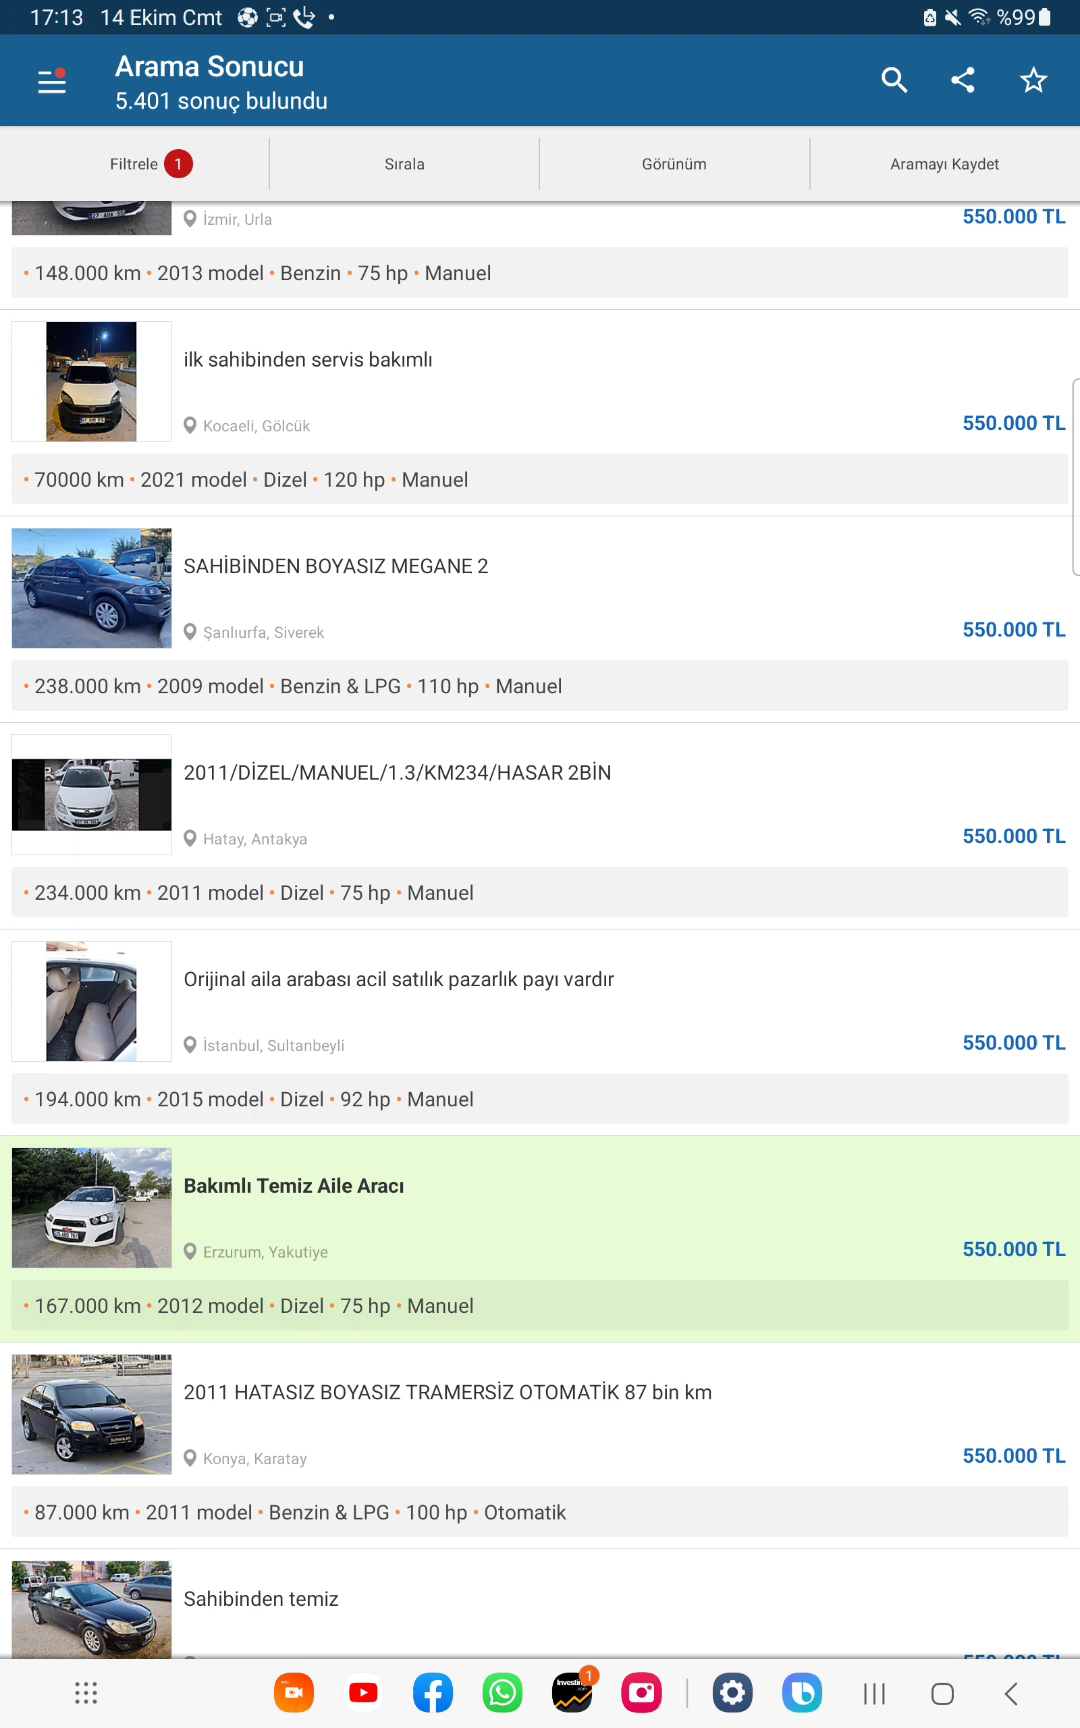 17:13 14 Ekim Cmt %99
Arama Sonucu
5.401 sonuç bulundu
Filtrele 1 Sırala Görünüm Aramayı Kaydet
İzmir, Urla 550.000 TL
• 148.000 km • 2013 model • Benzin • 75 hp • Manuel
ilk sahibinden servis bakımlı
Kocaeli, Gölcük 550.000 TL
• 70000 km • 2021 model • Dizel • 120 hp • Manuel
SAHİBİNDEN BOYASIZ MEGANE 2
Şanlıurfa, Siverek 550.000 TL
• 238.000 km • 2009 model • Benzin & LPG • 110 hp • Manuel
2011/DİZEL/MANUEL/1.3/KM234/HASAR 2BİN
Hatay, Antakya 550.000 TL
• 234.000 km • 2011 model • Dizel • 75 hp • Manuel
Orijinal aila arabası acil satılık pazarlık payı vardır
İstanbul, Sultanbeyli 550.000 TL
• 194.000 km • 2015 model • Dizel • 92 hp • Manuel
Bakımlı Temiz Aile Aracı
Erzurum, Yakutiye 550.000 TL
• 167.000 km • 2012 model • Dizel • 75 hp • Manuel
2011 HATASIZ BOYASIZ TRAMERSİZ OTOMATİK 87 bin km
Konya, Karatay 550.000 TL
• 87.000 km • 2011 model • Benzin & LPG • 100 hp • Otomatik
Sahibinden temiz
1